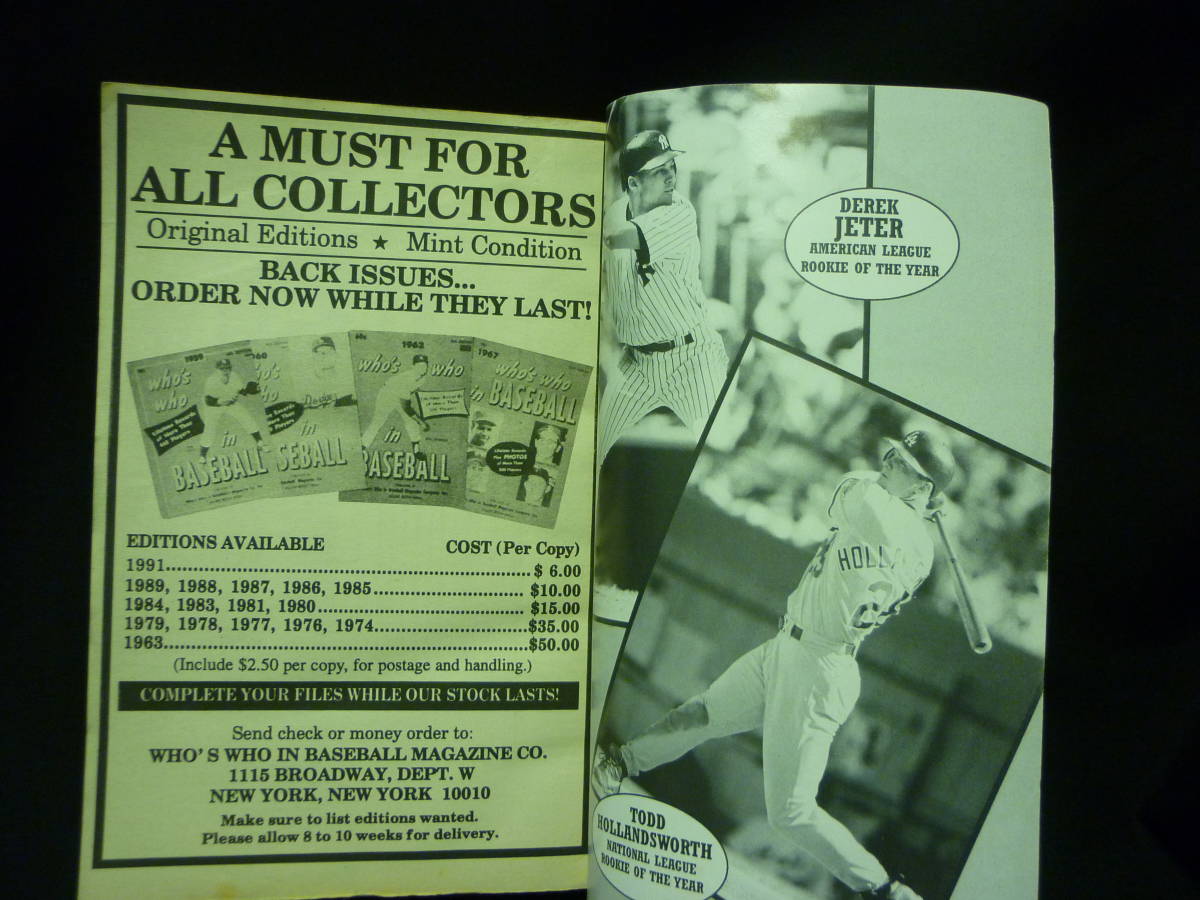 A MUST FOR
ALL COLLECTORS
Original Editions ★ Mint Condition
BACK ISSUES...
ORDER NOW WHILE THEY LAST!
1959
who's
who
in
BASEBALL
60
SEBALL
1962
who's who
in
BASEBALL
1967
who's who
in BASEBALL
EDITIONS AVAILABLE COST (Per Copy)
1991.......................................................... $ 6.00
1989, 1988, 1987, 1986, 1985........................ $10.00
1984, 1983, 1981, 1980................................. $15.00
1979, 1978, 1977, 1976, 1974........................$35.00
1963..........................................................$50.00
(Include $2.50 per copy, for postage and handling.)
COMPLETE YOUR FILES WHILE OUR STOCK LASTS!
Send check or money order to:
WHO'S WHO IN BASEBALL MAGAZINE CO.
1115 BROADWAY, DEPT. W
NEW YORK, NEW YORK 10010
Make sure to list editions wanted.
Please allow 8 to 10 weeks for delivery.
DEREK
JETER
AMERICAN LEAGUE
ROOKIE OF THE YEAR
HOLL
TODD
HOLLANDSWORTH
NATIONAL LEAGUE
ROOKIE OF THE YEAR